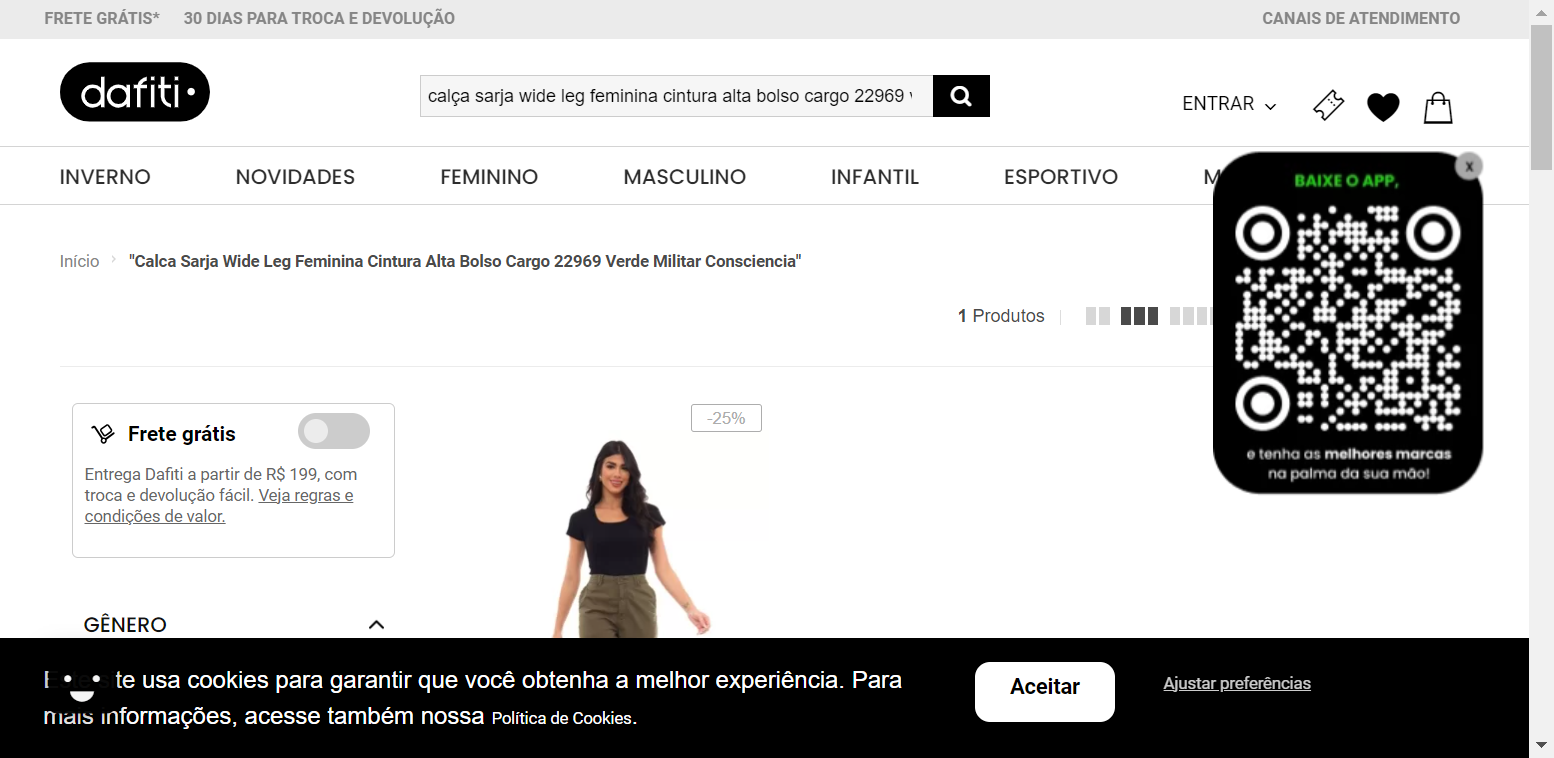 FRETE GRÁTIS* 30 DIAS PARA TROCA E DEVOLUÇÃO CANAIS DE ATENDIMENTO
dafiti
calça sarja wide leg feminina cintura alta bolso cargo 22969
ENTRAR
INVERNO NOVIDADES FEMININO MASCULINO INFANTIL ESPORTIVO
X
BAIXE O APP,
e tenha as melhores marcas
na palma da sua mão!
Início "Calca Sarja Wide Leg Feminina Cintura Alta Bolso Cargo 22969 Verde Militar Consciencia"
1 Produtos
Frete grátis
Entrega Dafiti a partir de R$ 199, com
troca e devolução fácil. Veja regras e
condições de valor.
-25%
GÊNERO
te usa cookies para garantir que você obtenha a melhor experiência. Para
mais informações, acesse também nossa Política de Cookies.
Aceitar
Ajustar preferências